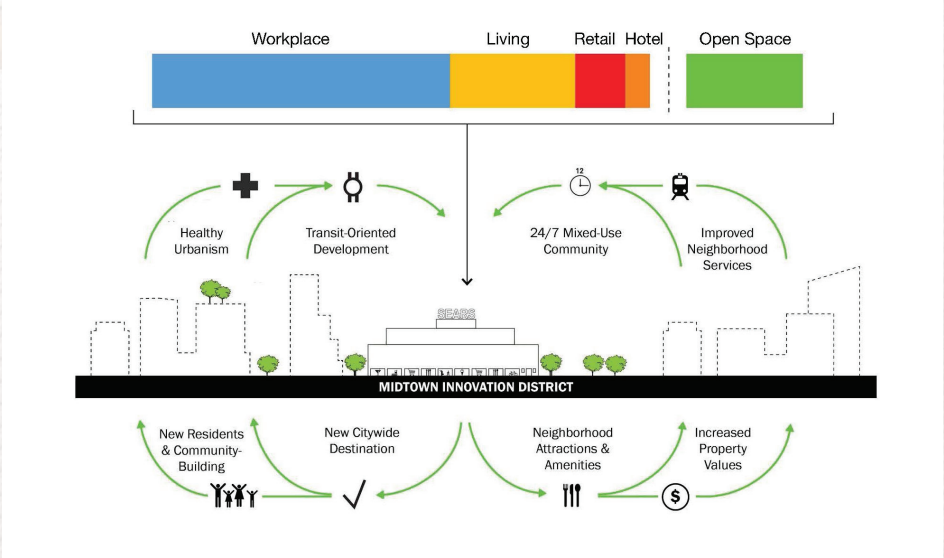 Workplace
Living
Retail
Hotel
Open Space
12
Healthy
Urbanism
Transit-Oriented
Development
24/7 Mixed-Use
Community
Improved
Neighborhood
Services
SEARS
MIDTOWN INNOVATION DISTRICT
New Residents
& Community-
Building
New Citywide
Destination
Neighborhood
Attractions &
Amenities
Increased
Property
Values
$